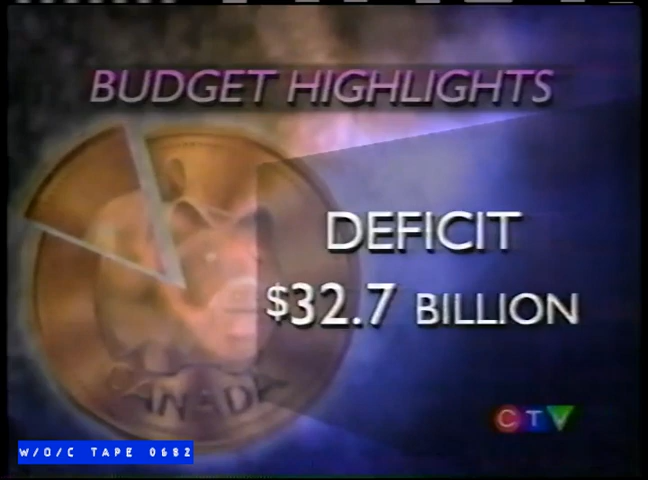 BUDGET HIGHLIGHTS
DEFICIT
$32.7 BILLION
CANADA
CTV
W/O/C TAPE 0682